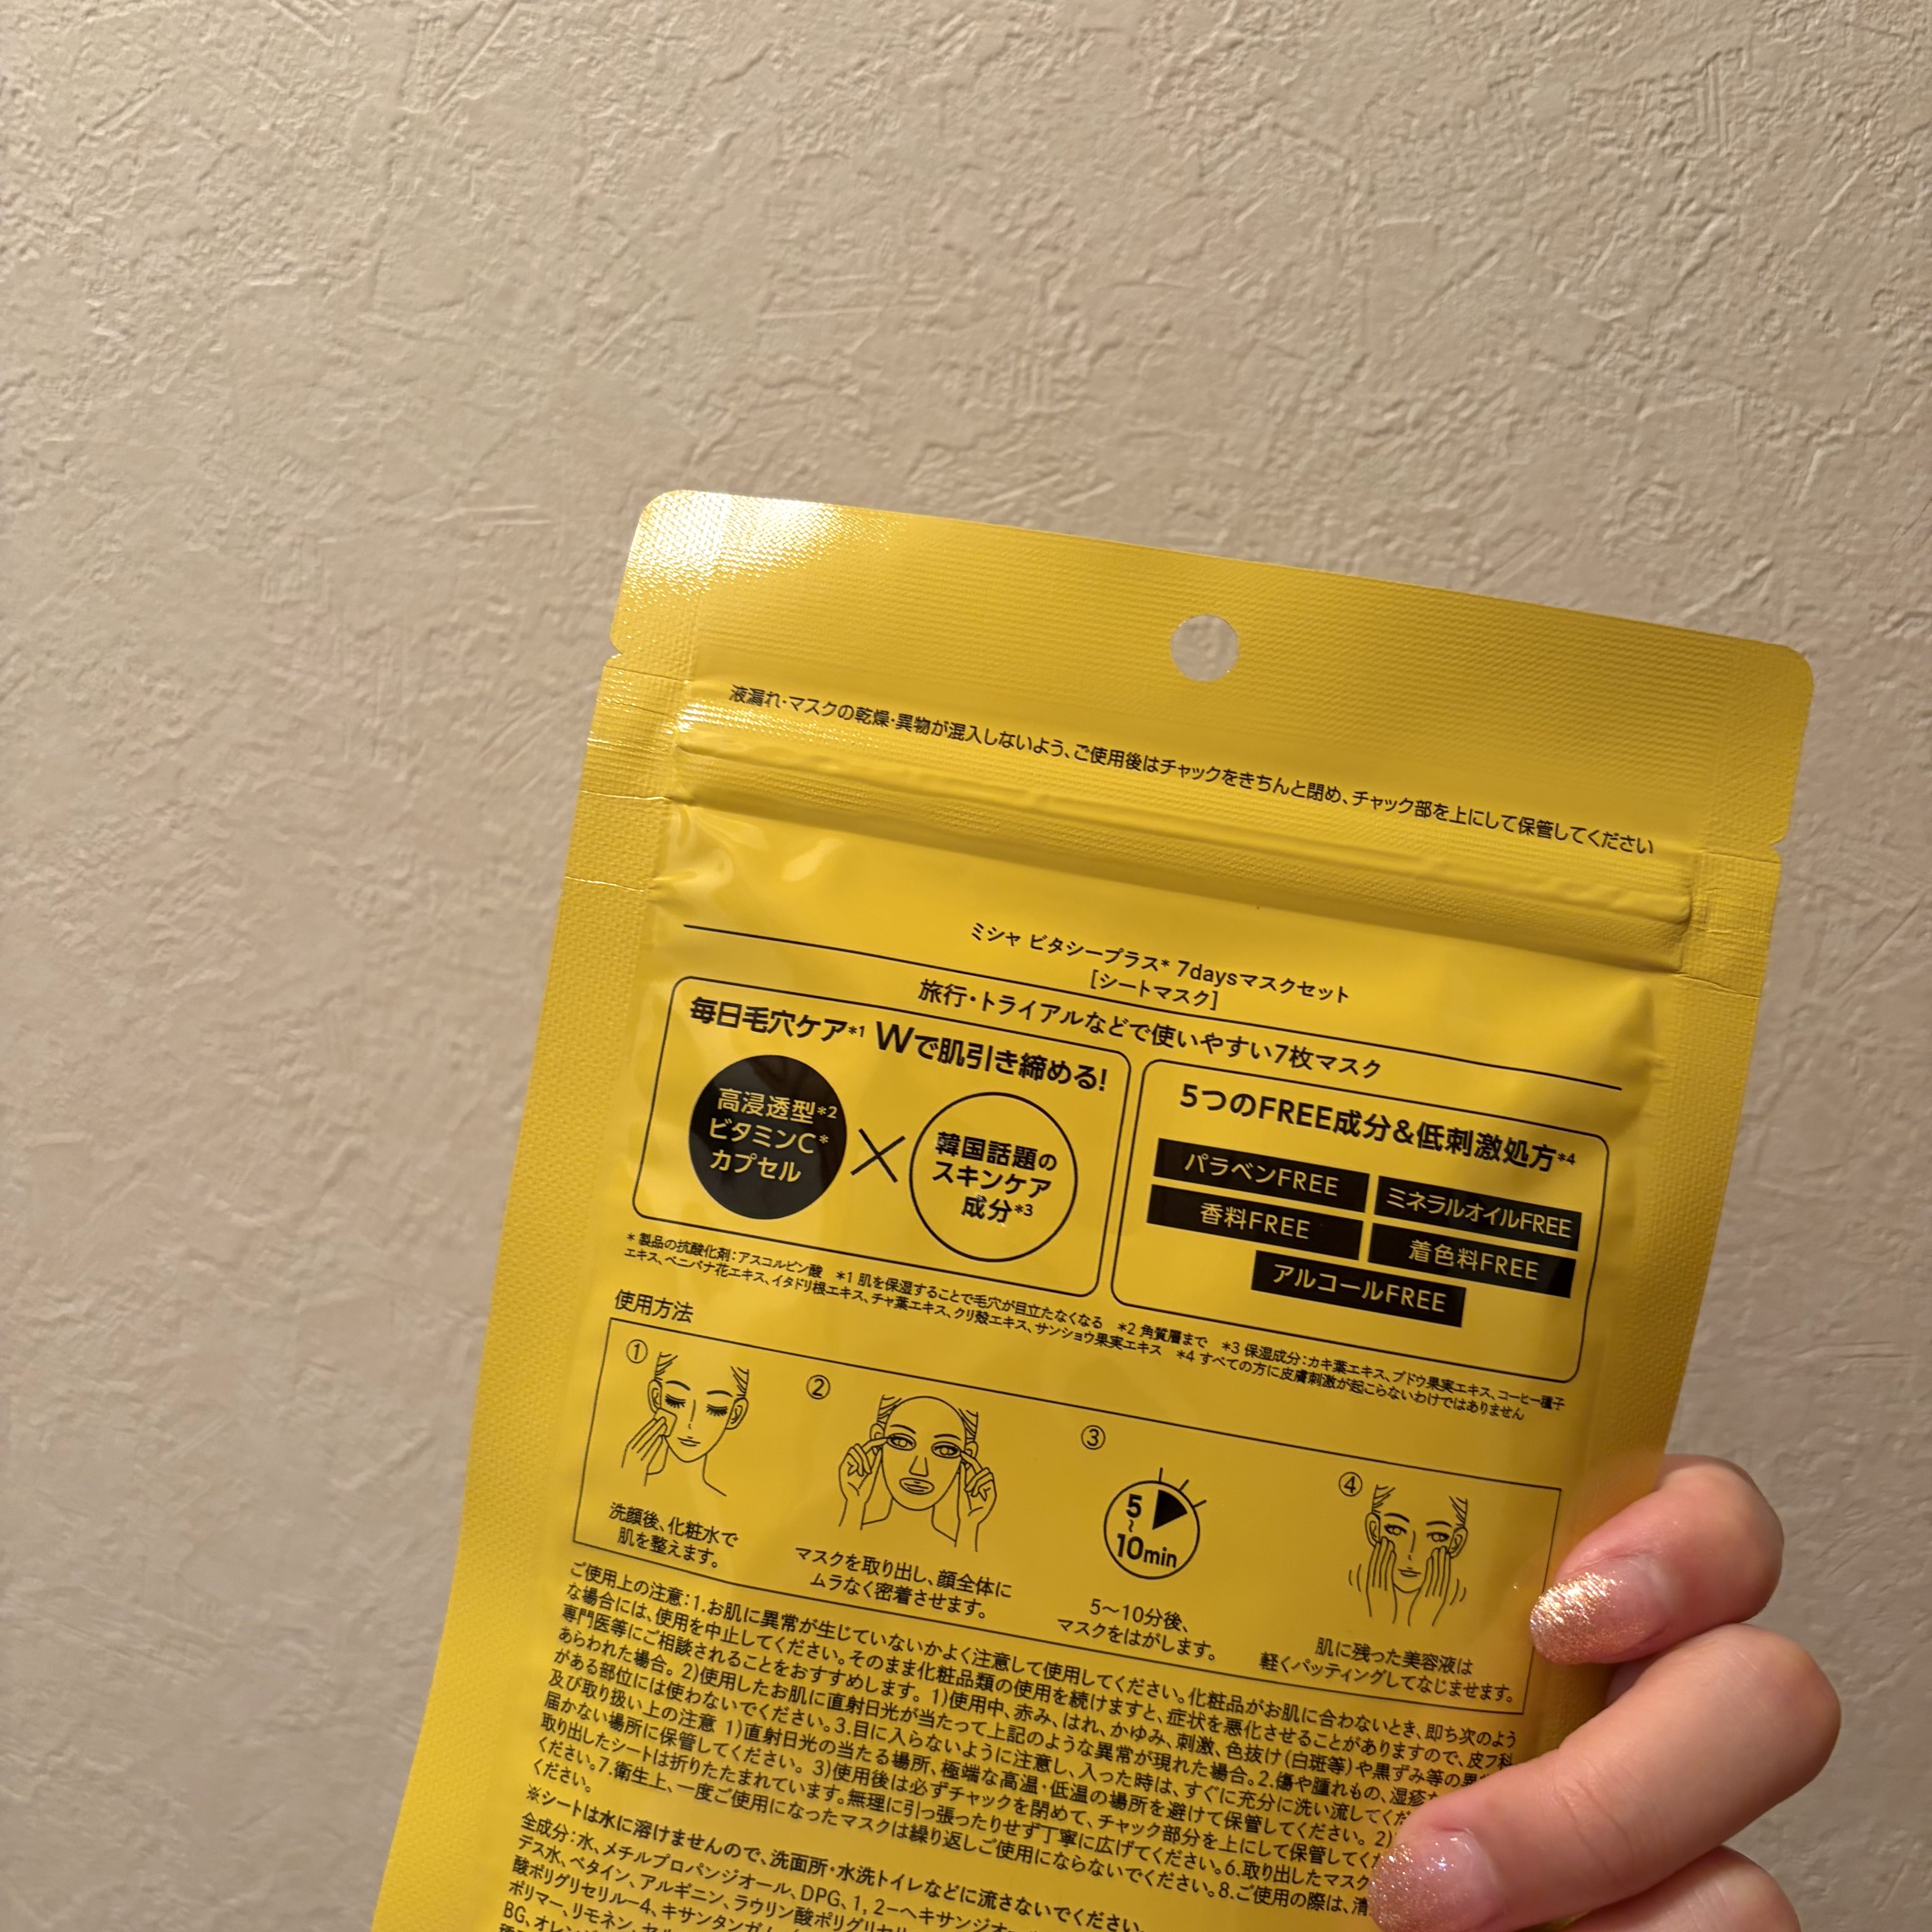 液漏れ・マスクの乾燥・異物が混入しないよう、ご使用後はチャックをきちんと閉め、チャック部を上にして保管してください
ミシャ ビタシープラス* 7daysマスクセット
[シートマスク]
旅行・トライアルなどで使いやすい7枚マスク
毎日毛穴ケア*1 Wで肌引き締める!
高浸透型*2
ビタミンC*
カプセル
韓国話題の
スキンケア
成分*3
5つのFREE成分&低刺激処方*4
パラベンFREE
ミネラルオイルFREE
香料FREE
着色料FREE
アルコールFREE
* 製品の抗酸化剤:アスコルビン酸 *1 肌を保湿することで毛穴が目立たなくなる *2 角質層まで *3 保湿成分:カキ葉エキス、ブドウ果実エキス、コーヒー種子
エキス、ベニバナ花エキス、イタドリ根エキス、チャ葉エキス、クリ殻エキス、サンショウ果実エキス *4 すべての方に皮膚刺激が起こらないわけではありません
使用方法
①
洗顔後、化粧水で
肌を整えます。
②
マスクを取り出し、顔全体に
ムラなく密着させます。
③
5
~
10min
5〜10分後、
マスクをはがします。
④
肌に残った美容液は
軽くパッティングしてなじませます。
ご使用上の注意:1.お肌に異常が生じていないかよく注意して使用してください。化粧品がお肌に合わないとき、即ち次のよう
な場合には、使用を中止してください。そのまま化粧品類の使用を続けますと、症状を悪化させることがありますので、皮フ科
専門医等にご相談されることをおすすめします。 1)使用中、赤み、はれ、かゆみ、刺激、色抜け(白斑等)や黒ずみ等の異
あらわれた場合。 2)使用したお肌に直射日光が当たって上記のような異常が現れた場合。2.傷や腫れもの、湿疹
がある部位には使わないでください。3.目に入らないように注意し、入った時は、すぐに充分に洗い流してくだ
及び取り扱い上の注意 1)直射日光の当たる場所、極端な高温・低温の場所を避けて保管してください。 2)
届かない場所に保管してください。 3)使用後は必ずチャックを閉めて、チャック部分を上にして保管してくだ
取り出したシートは折りたたまれています。無理に引っ張ったりせず丁寧に広げてください。6.取り出したマスク
ください。7.衛生上、一度ご使用になったマスクは繰り返しご使用にならないでください。8.ご使用の際は、清
ください。
※シートは水に溶けませんので、洗面所・水洗トイレなどに流さないでください。
全成分:水、メチルプロパンジオール、DPG、1,2-ヘキサンジオー
デス水、ベタイン、アルギニン、ラウリン酸ポリグリセリル
酸ポリグリセリル-4、キサンタンガム
ポリマー、リモネン、
BG、オレン